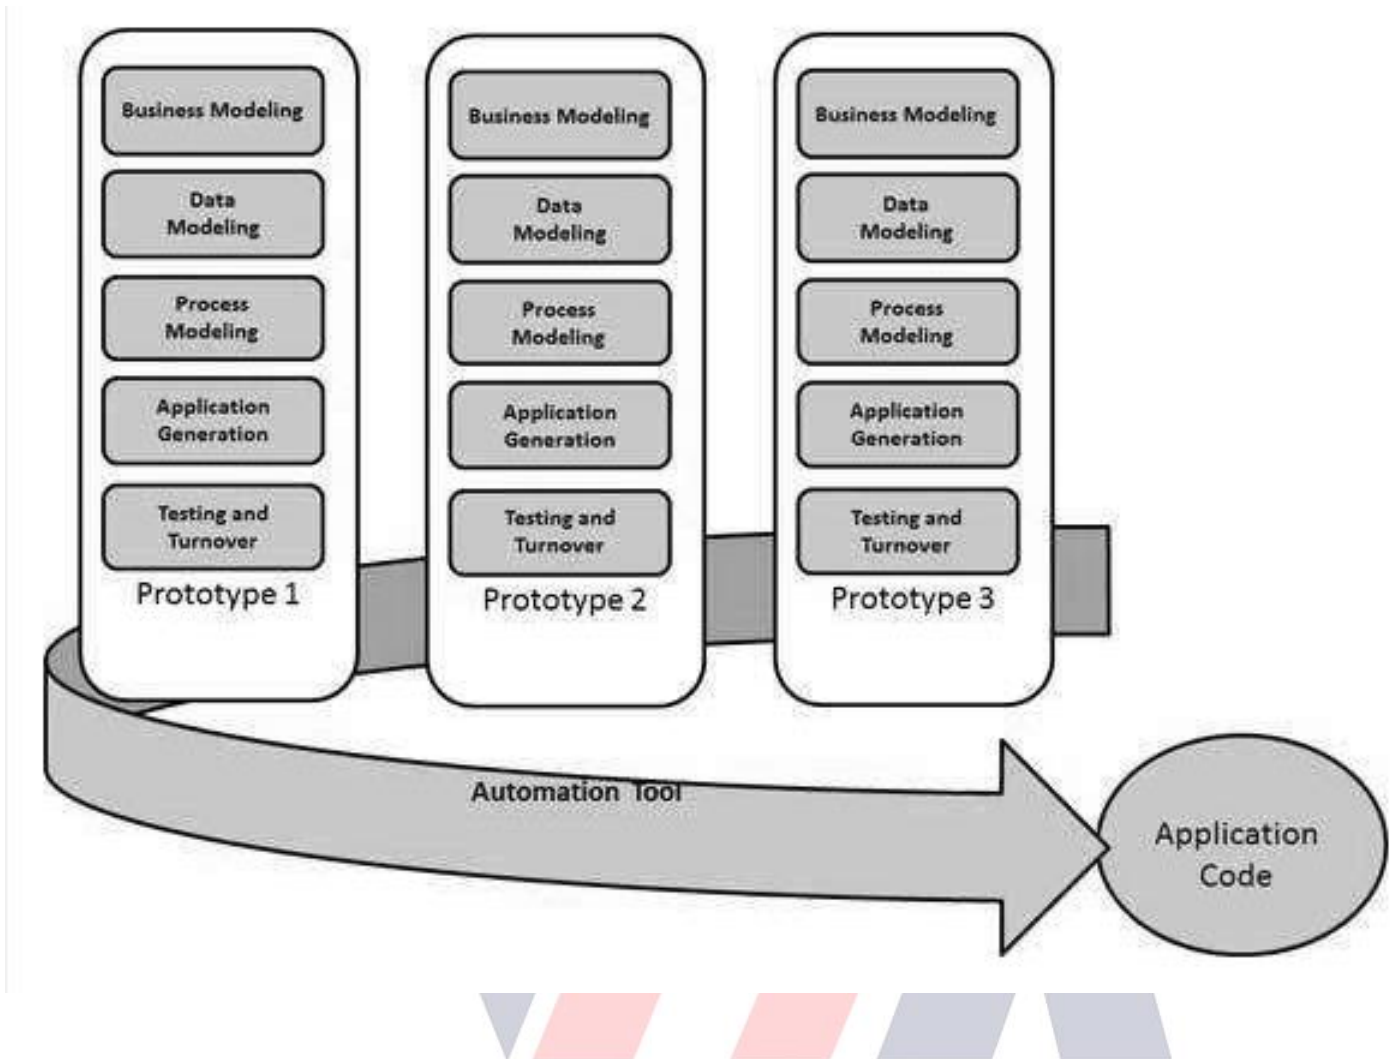 Business Modeling
Data
Modeling
Process
Modeling
Application
Generation
Testing and
Turnover
Prototype 1
Business Modeling
Data
Modeling
Process
Modeling
Application
Generation
Testing and
Turnover
Prototype 2
Business Modeling
Data
Modeling
Process
Modeling
Application
Generation
Testing and
Turnover
Prototype 3
Automation Tool
Application
Code